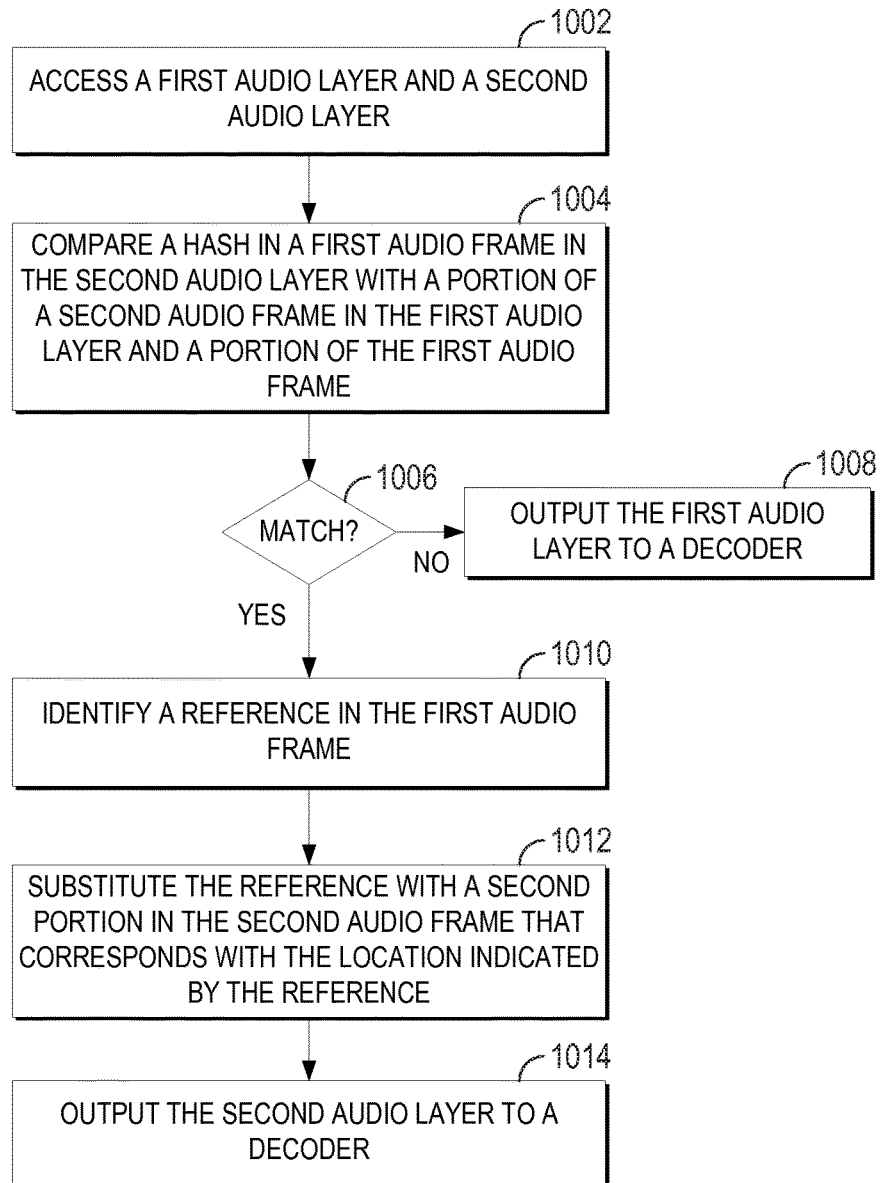 1002
ACCESS A FIRST AUDIO LAYER AND A SECOND
AUDIO LAYER
1004
COMPARE A HASH IN A FIRST AUDIO FRAME IN
THE SECOND AUDIO LAYER WITH A PORTION OF
A SECOND AUDIO FRAME IN THE FIRST AUDIO
LAYER AND A PORTION OF THE FIRST AUDIO
FRAME
1006
MATCH?
NO
1008
OUTPUT THE FIRST AUDIO
LAYER TO A DECODER
YES
1010
IDENTIFY A REFERENCE IN THE FIRST AUDIO
FRAME
1012
SUBSTITUTE THE REFERENCE WITH A SECOND
PORTION IN THE SECOND AUDIO FRAME THAT
CORRESPONDS WITH THE LOCATION INDICATED
BY THE REFERENCE
1014
OUTPUT THE SECOND AUDIO LAYER TO A
DECODER